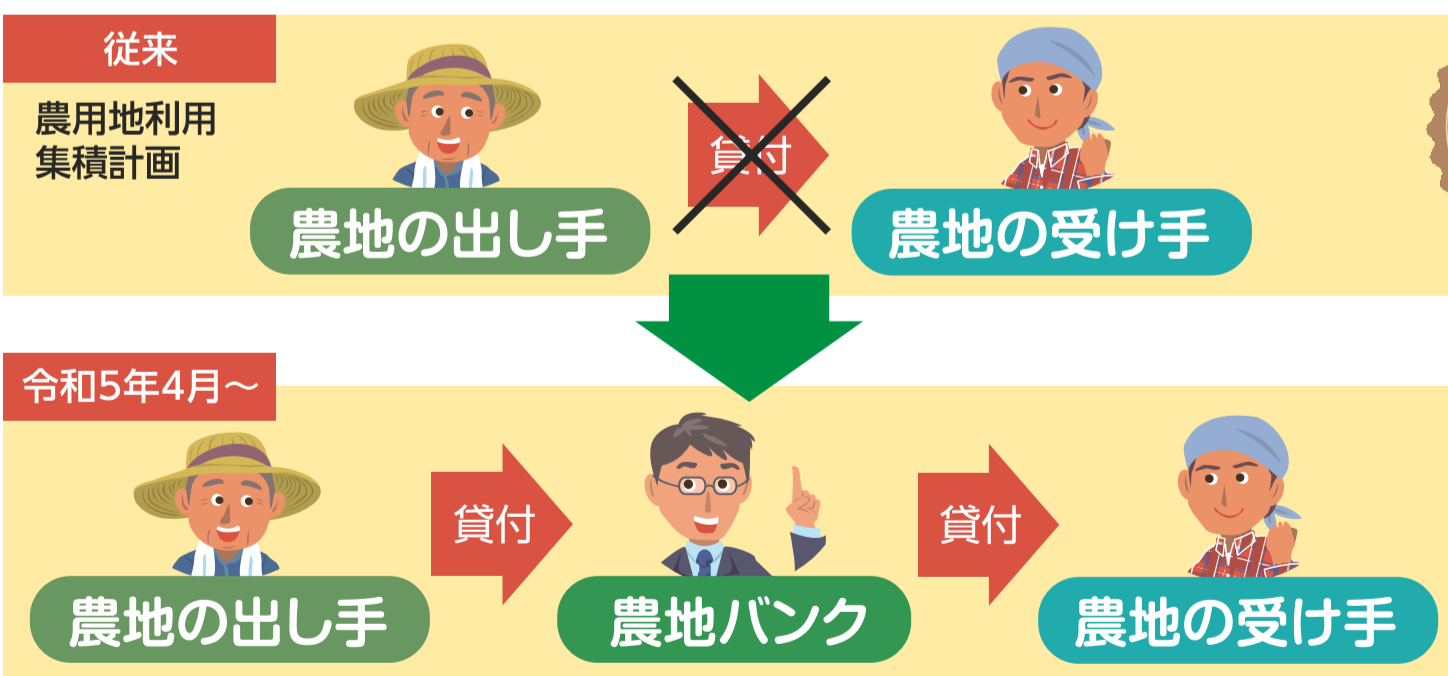 従来
農用地利用
集積計画
貸付
農地の出し手
農地の受け手
令和5年4月～
貸付
貸付
農地の出し手
農地バンク
農地の受け手